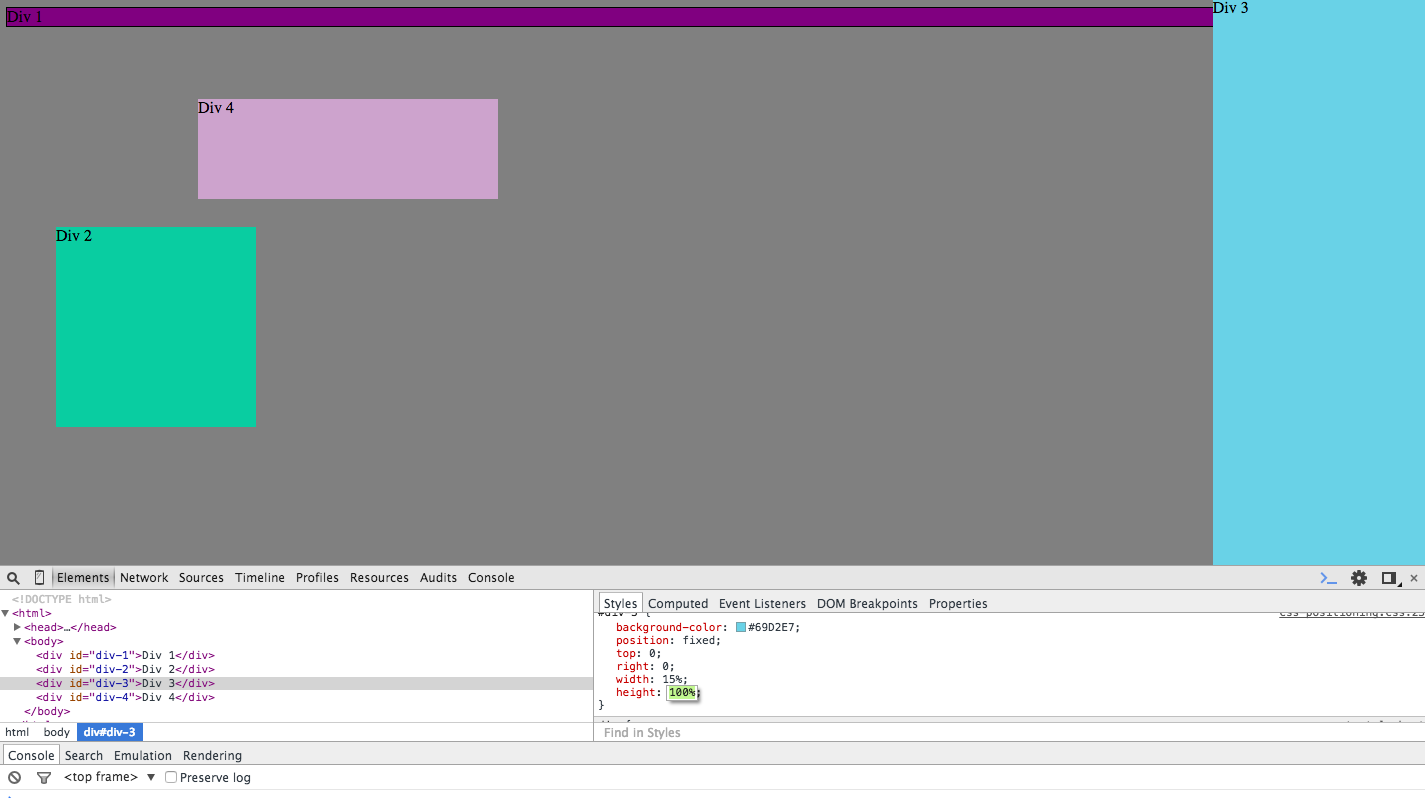 Div 1
Div 3
Div 4
Div 2
Elements Network Sources Timeline Profiles Resources Audits Console
<!DOCTYPE html>
<html>
<head>…</head>
<body>
<div id="div-1">Div 1</div>
<div id="div-2">Div 2</div>
<div id="div-3">Div 3</div>
<div id="div-4">Div 4</div>
</body>
html body div#div-3
Styles Computed Event Listeners DOM Breakpoints Properties
#div-3 {
background-color: #69D2E7;
position: fixed;
top: 0;
right: 0;
width: 15%;
height: 100%;
}
Find in Styles
Console Search Emulation Rendering
<top frame> ▼ Preserve log